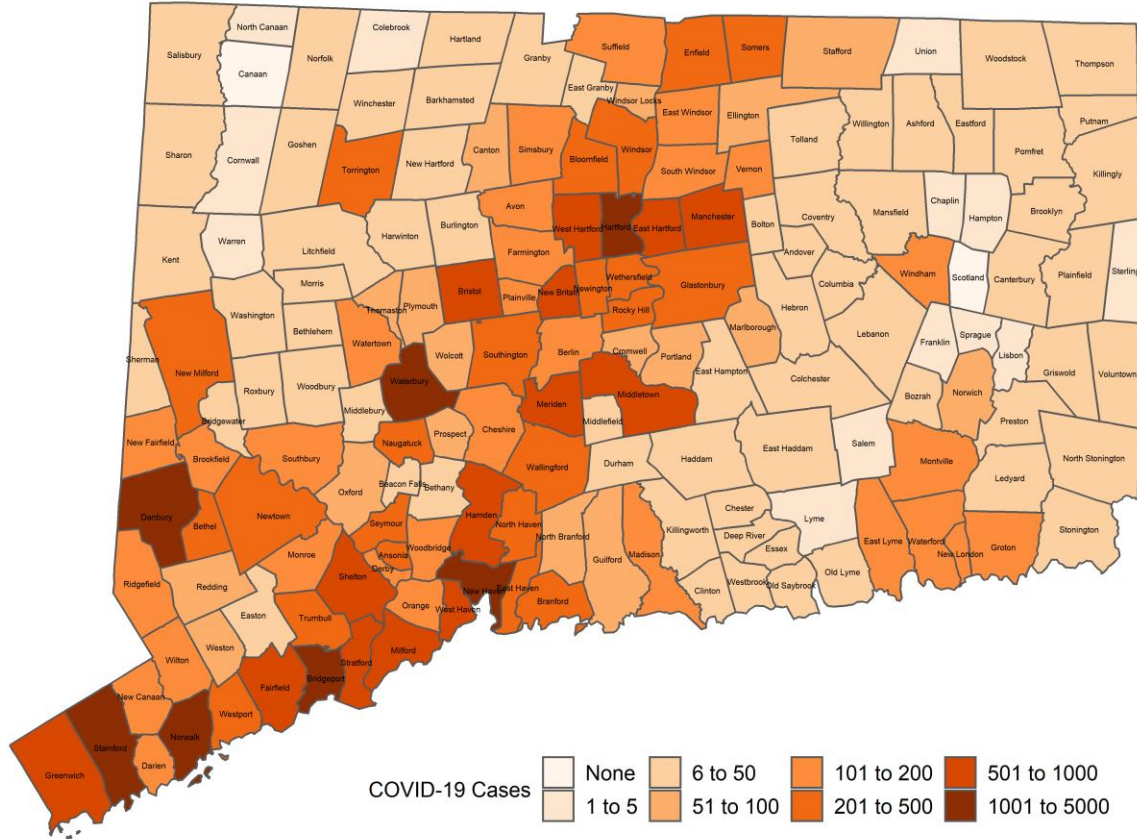 North Canaan
Colebrook
Hartland
Salisbury
Norfolk
Canaan
Granby
Suffield
Enfield
Somers
Stafford
Union
Woodstock
Thompson
East Granby
Windsor Locks
Winchester
Barkhamsted
East Windsor
Ellington
Putnam
Willington
Ashford
Eastford
Windsor
Tolland
Sharon
Cornwall
Goshen
Torrington
New Hartford
Canton
Simsbury
Bloomfield
South Windsor
Vernon
Pomfret
Killingly
Avon
Mansfield
Chaplin
Hampton
Brooklyn
West Hartford
Hartford
East Hartford
Manchester
Bolton
Coventry
Burlington
Harwinton
Litchfield
Warren
Kent
Farmington
Andover
Windham
Scotland
Canterbury
Plainfield
Sterling
Morris
Thomaston
Plymouth
Bristol
Plainville
New Britain
Newington
Wethersfield
Glastonbury
Columbia
Hebron
Washington
Bethlehem
Watertown
Rocky Hill
Marlborough
Lebanon
Franklin
Sprague
Lisbon
Sherman
New Milford
Roxbury
Woodbury
Wolcott
Southington
Berlin
Cromwell
Portland
East Hampton
Colchester
Griswold
Voluntown
Waterbury
Bridgewater
Middlebury
Meriden
Middletown
Middlefield
Bozrah
Norwich
Preston
New Fairfield
Brookfield
Southbury
Naugatuck
Prospect
Cheshire
Wallingford
Durham
Haddam
East Haddam
Salem
Montville
North Stonington
Ledyard
Oxford
Beacon Falls
Bethany
Danbury
Bethel
Newtown
Seymour
Hamden
North Haven
North Branford
Killingworth
Chester
Lyme
East Lyme
Waterford
New London
Groton
Stonington
Monroe
Ansonia
Derby
Woodbridge
Guilford
Madison
Deep River
Essex
Ridgefield
Redding
Shelton
Orange
New Haven
East Haven
Branford
Clinton
Westbrook
Old Saybrook
Old Lyme
Easton
Trumbull
West Haven
Weston
Wilton
Stratford
Milford
Fairfield
Bridgeport
New Canaan
Westport
Stamford
Norwalk
Greenwich
Darien
COVID-19 Cases
None
6 to 50
101 to 200
501 to 1000
1 to 5
51 to 100
201 to 500
1001 to 5000